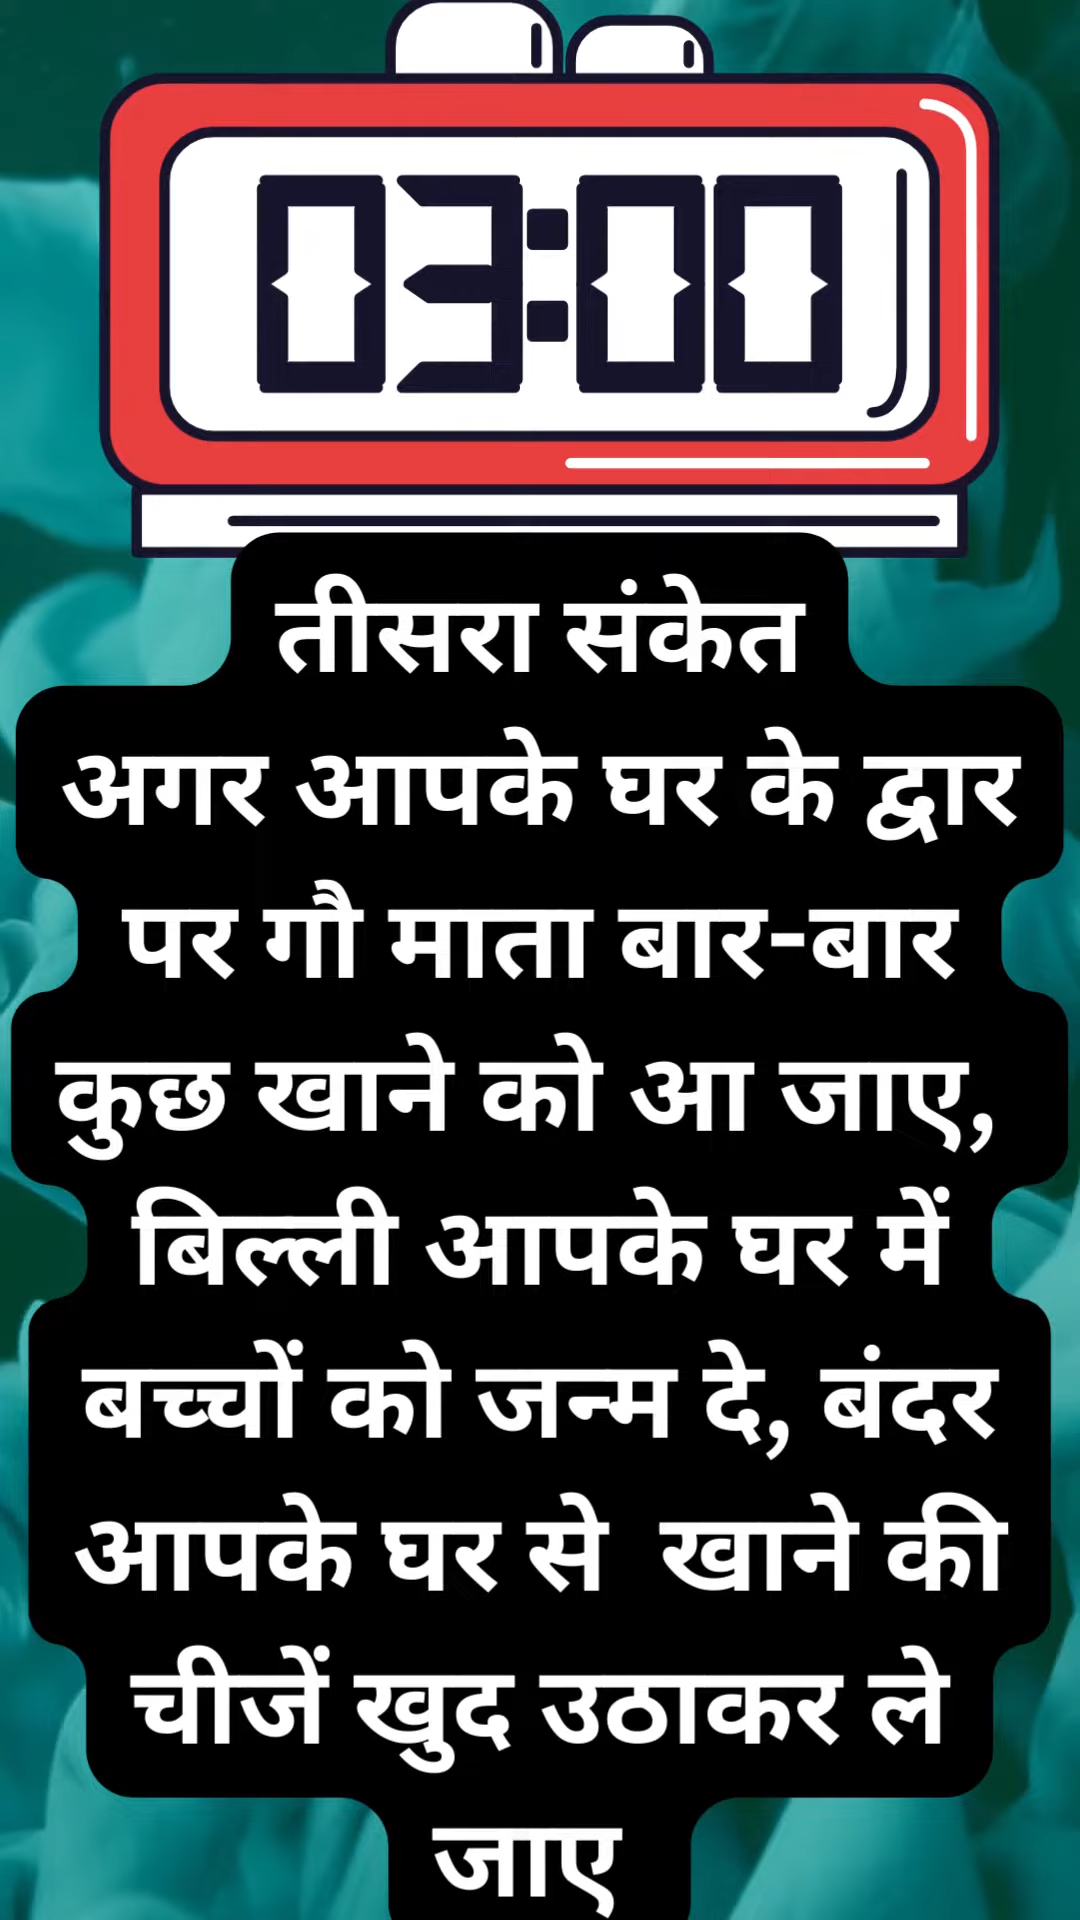 03:00
तीसरा संकेत
अगर आपके घर के द्वार
पर गौ माता बार-बार
कुछ खाने को आ जाए,
बिल्ली आपके घर में
बच्चों को जन्म दे, बंदर
आपके घर से खाने की
चीजें खुद उठाकर ले
जाए